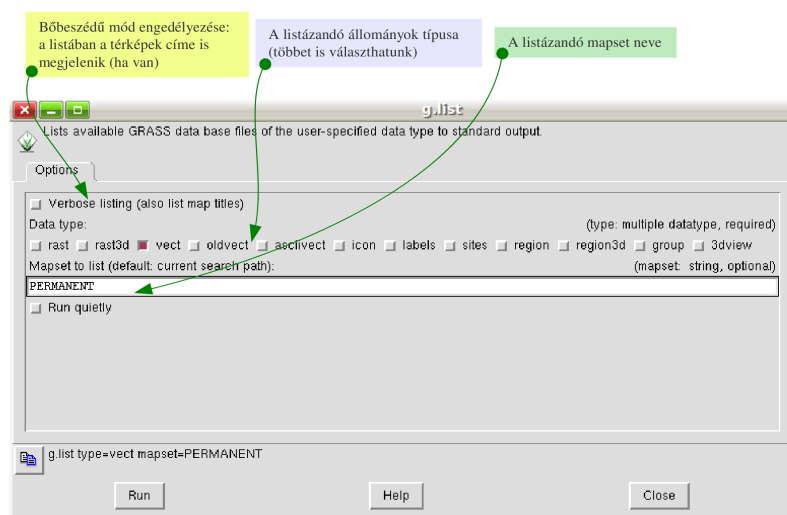 Bőbeszédű mód engedélyezése:
a listában a térképek címe is
megjelenik (ha van)
A listázandó állományok típusa
(többet is választhatunk)
A listázandó mapset neve
g.list
Lists available GRASS data base files of the user-specified data type to standard output.
Options
Verbose listing (also list map titles)
Data type: (type: multiple datatype, required)
rast rast3d vect oldvect asciivect icon labels sites region region3d group 3dview
Mapset to list (default: current search path): (mapset: string, optional)
PERMANENT
Run quietly
g.list type=vect mapset=PERMANENT
Run Help Close